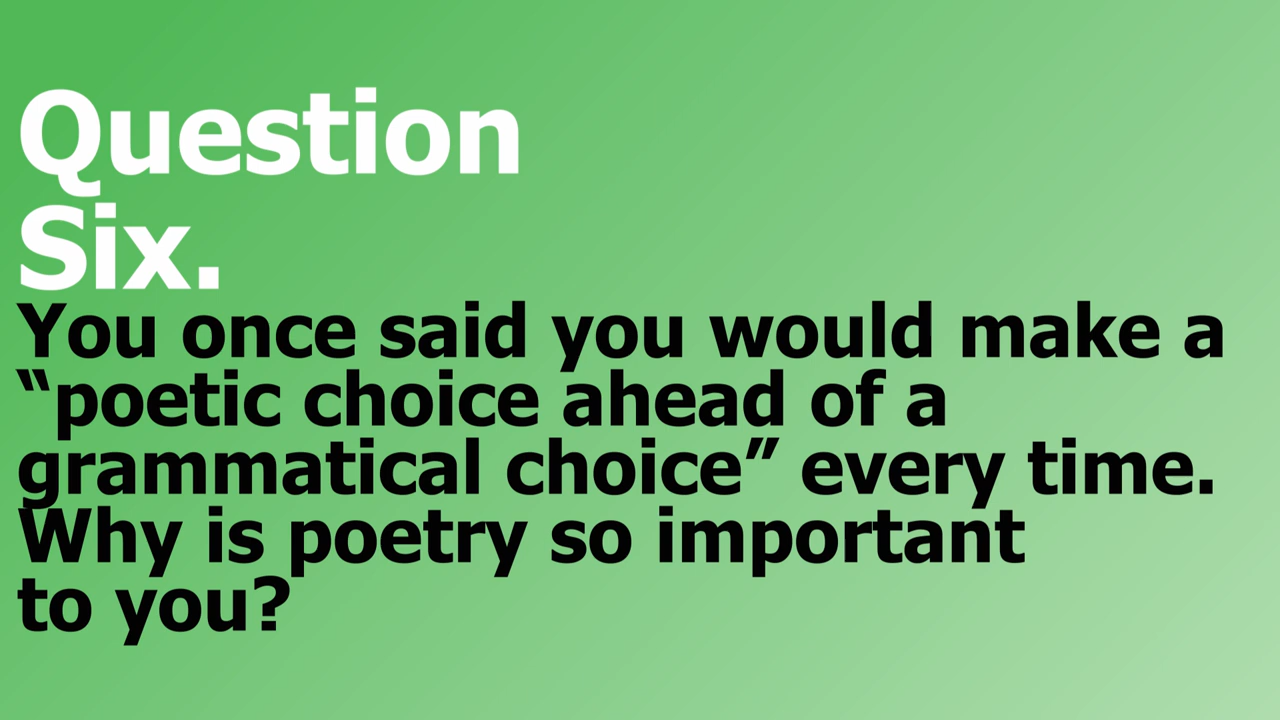 Question
Six.
You once said you would make a
“poetic choice ahead of a
grammatical choice” every time.
Why is poetry so important
to you?